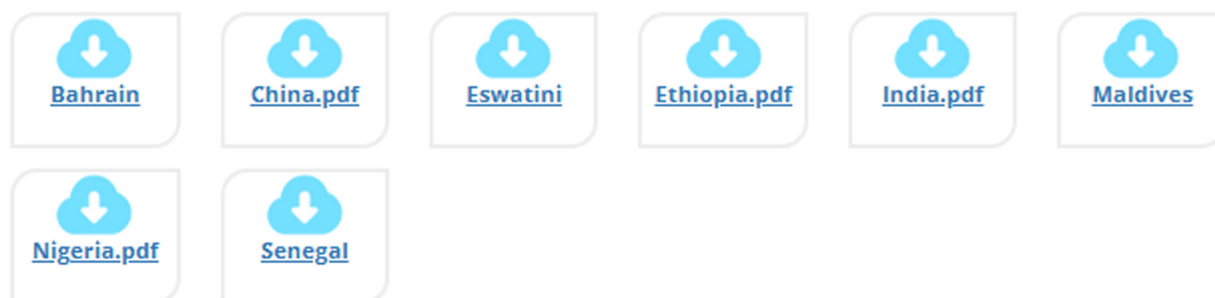 Bahrain
China.pdf
Eswatini
Ethiopia.pdf
India.pdf
Maldives
Nigeria.pdf
Senegal